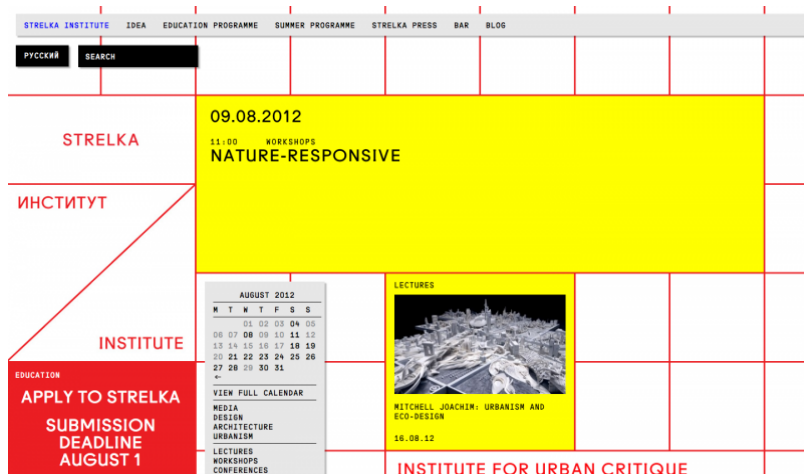 STRELKA INSTITUTE IDEA EDUCATION PROGRAMME SUMMER PROGRAMME STRELKA PRESS BAR BLOG
РУССКИЙ SEARCH
09.08.2012
11:00 WORKSHOPS
NATURE-RESPONSIVE
STRELKA
ИНСТИТУТ
INSTITUTE
EDUCATION
APPLY TO STRELKA
SUBMISSION
DEADLINE
AUGUST 1
AUGUST 2012
M T W T F S S
01 02 03 04 05
06 07 08 09 10 11 12
13 14 15 16 17 18 19
20 21 22 23 24 25 26
27 28 29 30 31
←
VIEW FULL CALENDAR
MEDIA
DESIGN
ARCHITECTURE
URBANISM
LECTURES
WORKSHOPS
CONFERENCES
LECTURES
MITCHELL JOACHIM: URBANISM AND
ECO-DESIGN
16.08.12
INSTITUTE FOR URBAN CRITIQUE